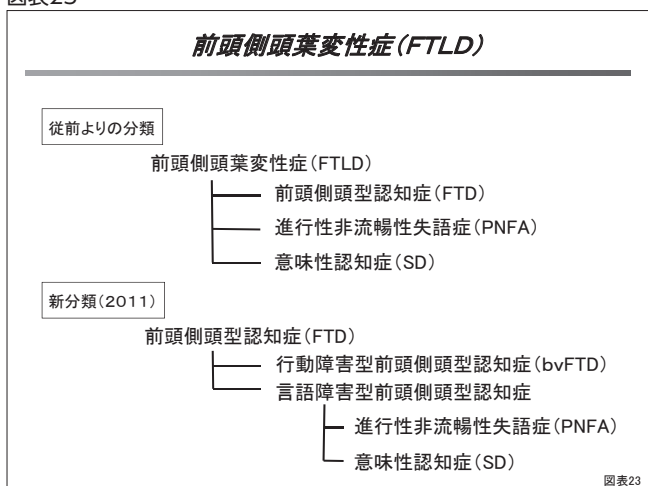 図表23
前頭側頭葉変性症(FTLD)
従前よりの分類
前頭側頭葉変性症(FTLD)
前頭側頭型認知症(FTD)
進行性非流暢性失語症(PNFA)
意味性認知症(SD)
新分類(2011)
前頭側頭型認知症(FTD)
行動障害型前頭側頭型認知症(bvFTD)
言語障害型前頭側頭型認知症
進行性非流暢性失語症(PNFA)
意味性認知症(SD)
図表23